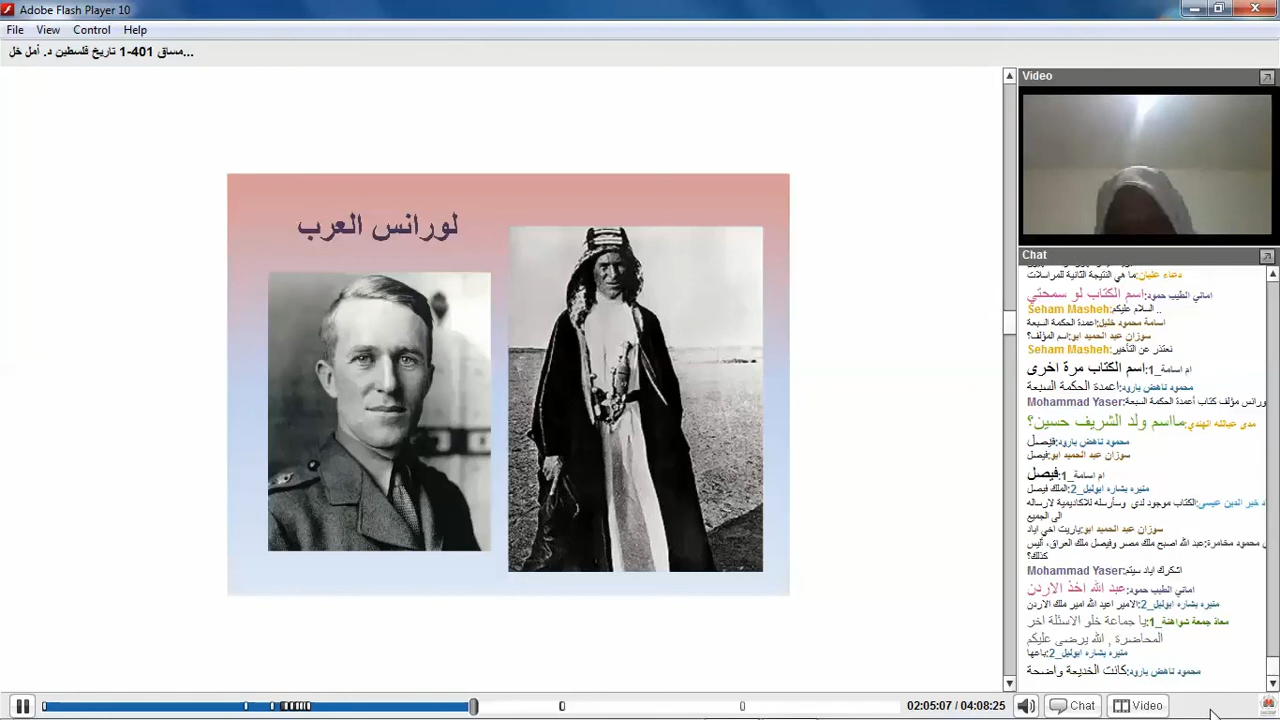 Adobe Flash Player 10
File View Control Help
مساق 401-1 تاريخ فلسطين د. أمل خل...
لورانس العرب
Video
Chat
دعاء عليان:ما هي النتيجة الثانية للمراسلات
اماني الطيب حمود:اسم الكتاب لو سمحتي
Seham Masheh:السلام عليكم ..
اسامة محمود خليل:اعمدة الحكمة السبعة
سوزان عبد الحميد ابو:اسم المؤلف؟
Seham Masheh:نعتذر عن التأخير
ام اسامة_1:اسم الكتاب مرة اخرى
محمود ناهض بارود:اعمدة الحكمة السبعة
Mohammad Yaser:ورانس مؤلف كتاب أعمدة الحكمة السبعة
مدى عبدالله الهندي:مااسم ولد الشريف حسين؟
محمود ناهض بارود:فيصل
سوزان عبد الحميد ابو:فيصل
ام اسامة_1:فيصل
منيره بشاره ابوليل_2:الملك فيصل
خير الدين عيسى:الكتاب موجود لدي وسأرسله للاكاديمية لارساله
الى الجميع
سوزان عبد الحميد ابو:ياريت اخي اياد
محمود مخامرة:عبد الله اصبح ملك مصر وفيصل ملك العراق، أليس
كذلك؟
Mohammad Yaser:اشكرك اياد سيتم
اماني الطيب حمود:عبد الله اخذ الاردن
منيره بشاره ابوليل_2:الامير اعبد الله امير ملك الاردن
معاذ جمعة شواهنة_1:يا جماعة خلو الاسئلة اخر
المحاضرة , الله يرضى عليكم
منيره بشاره ابوليل_2:باعها
محمود ناهض بارود:كانت الخديعة واضحة
02:05:07 / 04:08:25
Chat
Video